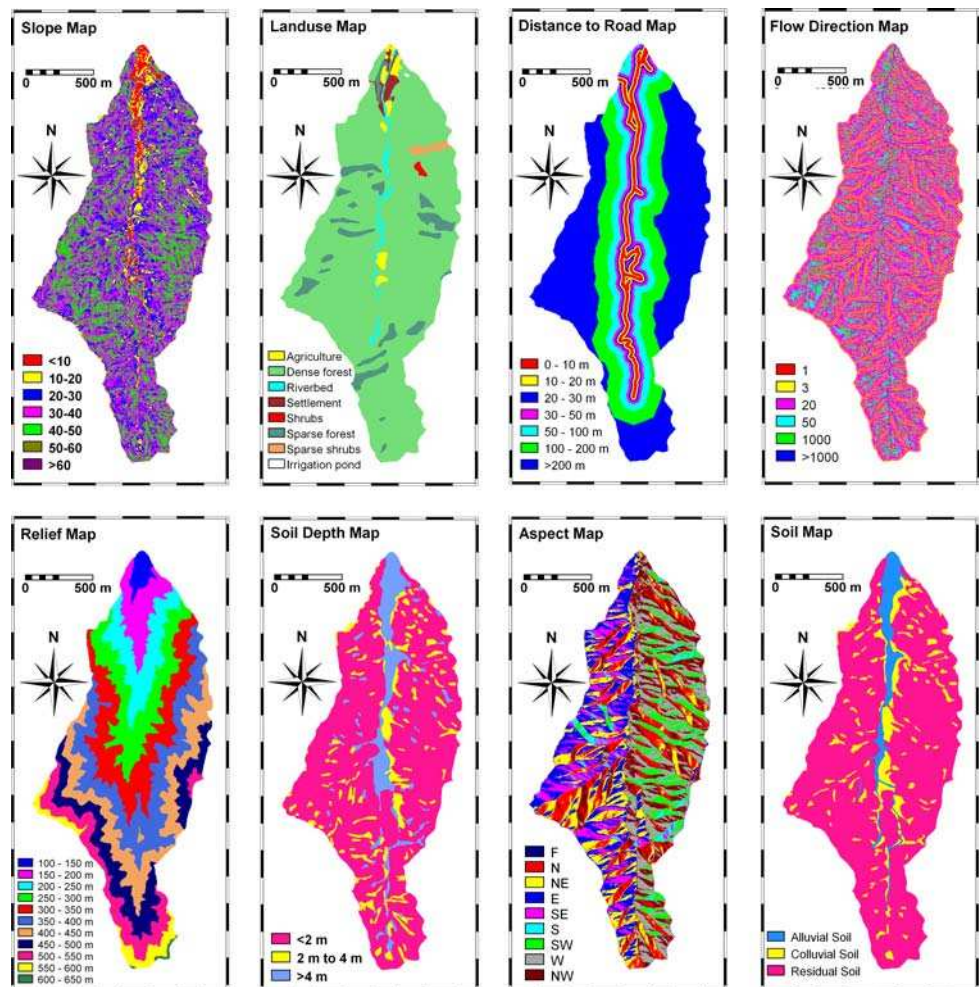 Slope Map
0 500 m
N
<10
10-20
20-30
30-40
40-50
50-60
>60
Landuse Map
0 500 m
N
Agriculture
Dense forest
Riverbed
Settlement
Shrubs
Sparse forest
Sparse shrubs
Irrigation pond
Distance to Road Map
0 500 m
N
0 - 10 m
10 - 20 m
20 - 30 m
30 - 50 m
50 - 100 m
100 - 200 m
>200 m
Flow Direction Map
500 m
N
1
3
20
50
1000
>1000
Relief Map
0 500 m
N
100 - 150 m
150 - 200 m
200 - 250 m
250 - 300 m
300 - 350 m
350 - 400 m
400 - 450 m
450 - 500 m
500 - 550 m
550 - 600 m
600 - 650 m
Soil Depth Map
0 500 m
N
<2 m
2 m to 4 m
>4 m
Aspect Map
0 500 m
N
F
N
NE
E
SE
S
SW
W
NW
Soil Map
0 500 m
N
Alluvial Soil
Colluvial Soil
Residual Soil